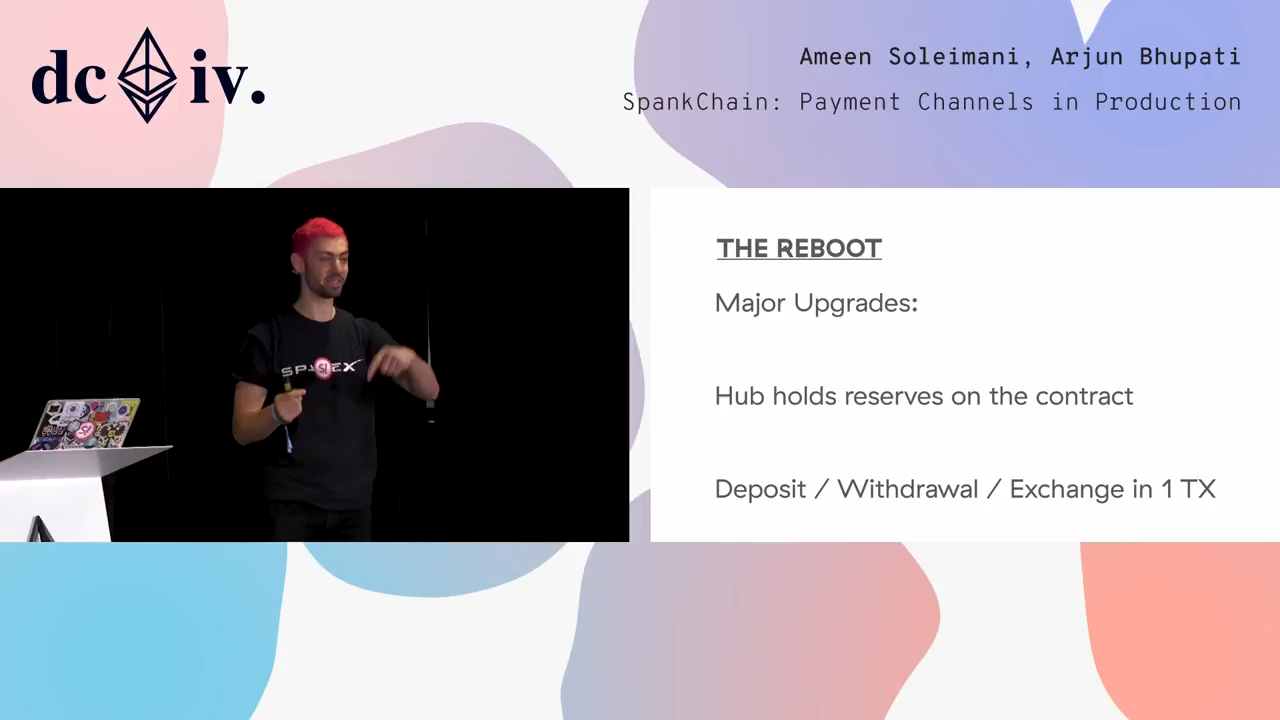 dc iv.
Ameen Soleimani, Arjun Bhupati
SpankChain: Payment Channels in Production
THE REBOOT
Major Upgrades:
Hub holds reserves on the contract
Deposit / Withdrawal / Exchange in 1 TX